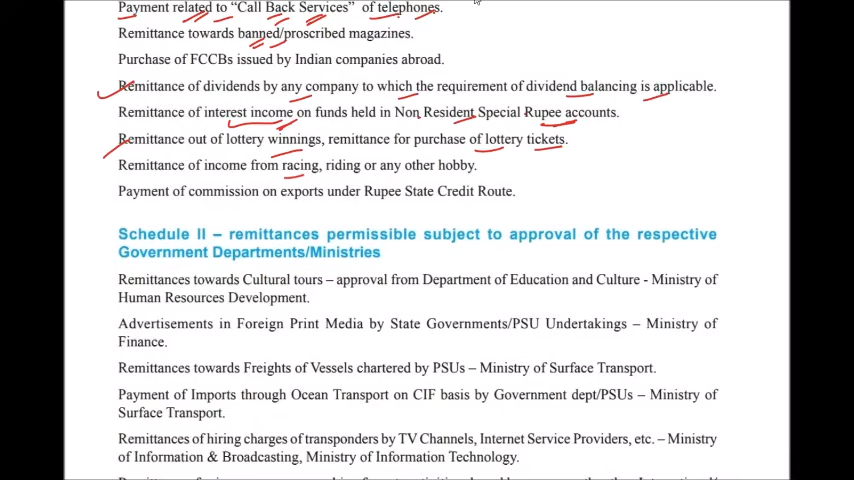 Payment related to “Call Back Services” of telephones.
Remittance towards banned/proscribed magazines.
Purchase of FCCBs issued by Indian companies abroad.
Remittance of dividends by any company to which the requirement of dividend balancing is applicable.
Remittance of interest income on funds held in Non Resident Special Rupee accounts.
Remittance out of lottery winnings, remittance for purchase of lottery tickets.
Remittance of income from racing, riding or any other hobby.
Payment of commission on exports under Rupee State Credit Route.
Schedule II – remittances permissible subject to approval of the respective
Government Departments/Ministries
Remittances towards Cultural tours – approval from Department of Education and Culture - Ministry of
Human Resources Development.
Advertisements in Foreign Print Media by State Governments/PSU Undertakings – Ministry of
Finance.
Remittances towards Freights of Vessels chartered by PSUs – Ministry of Surface Transport.
Payment of Imports through Ocean Transport on CIF basis by Government dept/PSUs – Ministry of
Surface Transport.
Remittances of hiring charges of transponders by TV Channels, Internet Service Providers, etc. – Ministry
of Information & Broadcasting, Ministry of Information Technology.